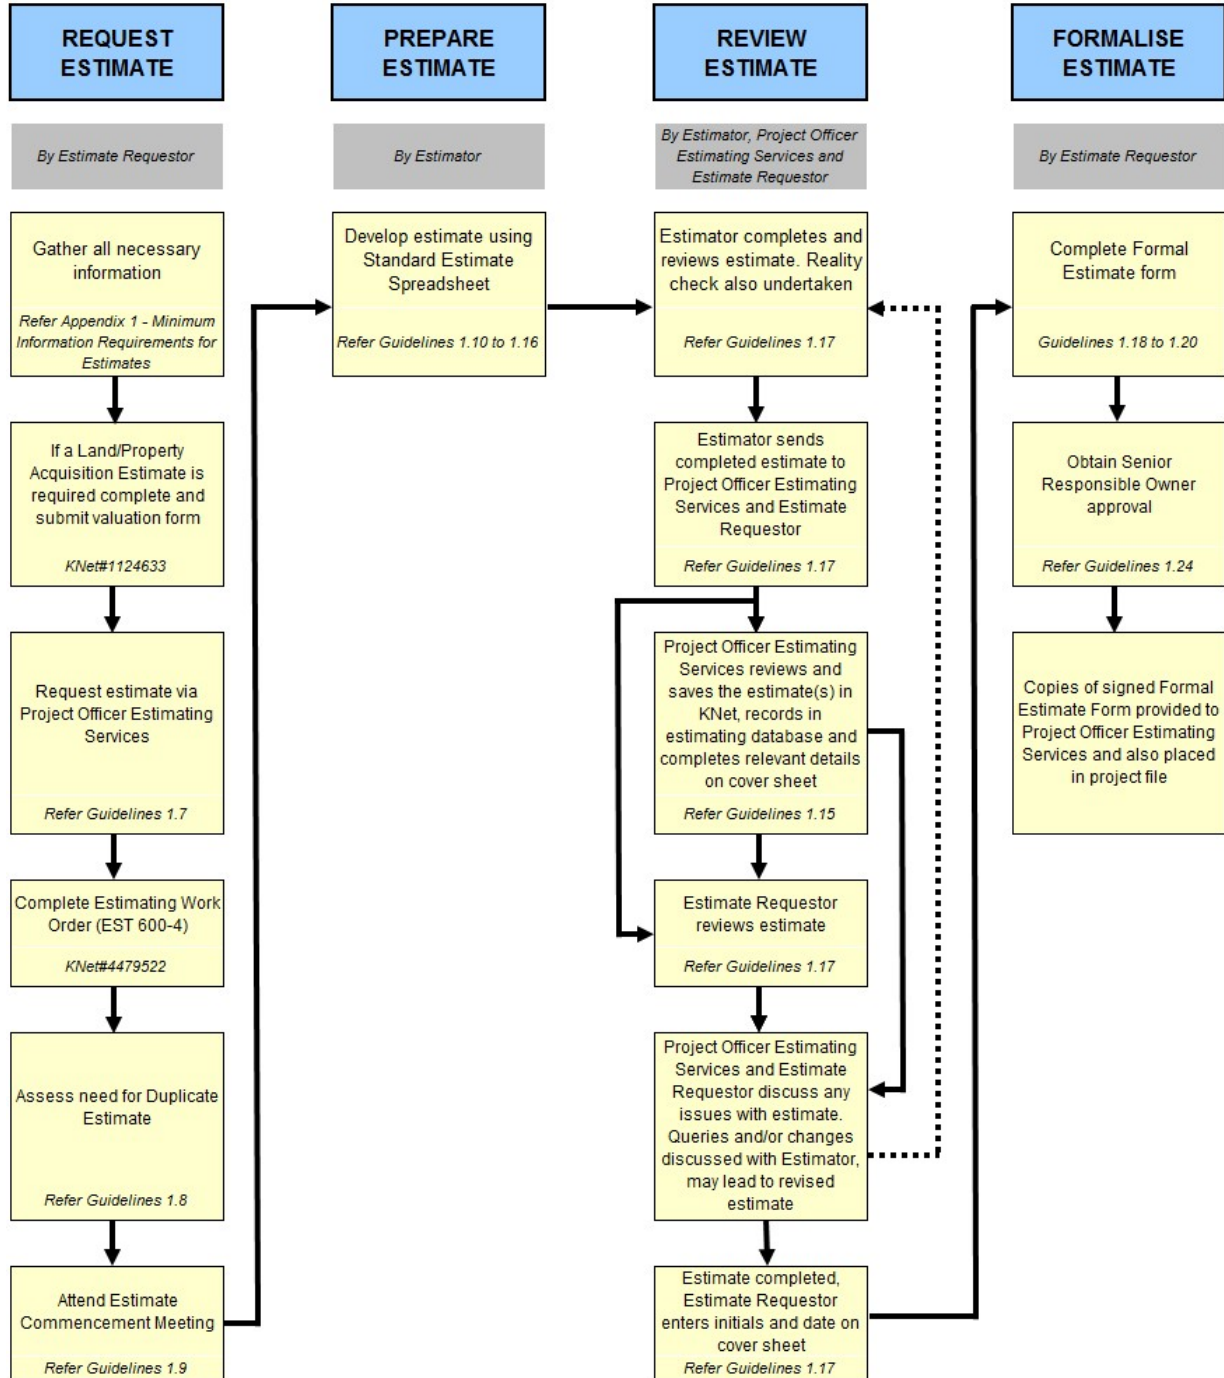 REQUEST
ESTIMATE
By Estimate Requestor
Gather all necessary
information
Refer Appendix 1 - Minimum
Information Requirements for
Estimates
If a Land/Property
Acquisition Estimate is
required complete and
submit valuation form
KNet#1124633
Request estimate via
Project Officer Estimating
Services
Refer Guidelines 1.7
Complete Estimating Work
Order (EST 600-4)
KNet#4479522
Assess need for Duplicate
Estimate
Refer Guidelines 1.8
Attend Estimate
Commencement Meeting
Refer Guidelines 1.9
PREPARE
ESTIMATE
By Estimator
Develop estimate using
Standard Estimate
Spreadsheet
Refer Guidelines 1.10 to 1.16
REVIEW
ESTIMATE
By Estimator, Project Officer
Estimating Services and
Estimate Requestor
Estimator completes and
reviews estimate. Reality
check also undertaken
Refer Guidelines 1.17
Estimator sends
completed estimate to
Project Officer Estimating
Services and Estimate
Requestor
Refer Guidelines 1.17
Project Officer Estimating
Services reviews and
saves the estimate(s) in
KNet, records in
estimating database and
completes relevant details
on cover sheet
Refer Guidelines 1.15
Estimate Requestor
reviews estimate
Refer Guidelines 1.17
Project Officer Estimating
Services and Estimate
Requestor discuss any
issues with estimate.
Queries and/or changes
discussed with Estimator,
may lead to revised
estimate
Estimate completed,
Estimate Requestor
enters initials and date on
cover sheet
Refer Guidelines 1.17
FORMALISE
ESTIMATE
By Estimate Requestor
Complete Formal
Estimate form
Guidelines 1.18 to 1.20
Obtain Senior
Responsible Owner
approval
Refer Guidelines 1.24
Copies of signed Formal
Estimate Form provided to
Project Officer Estimating
Services and also placed
in project file